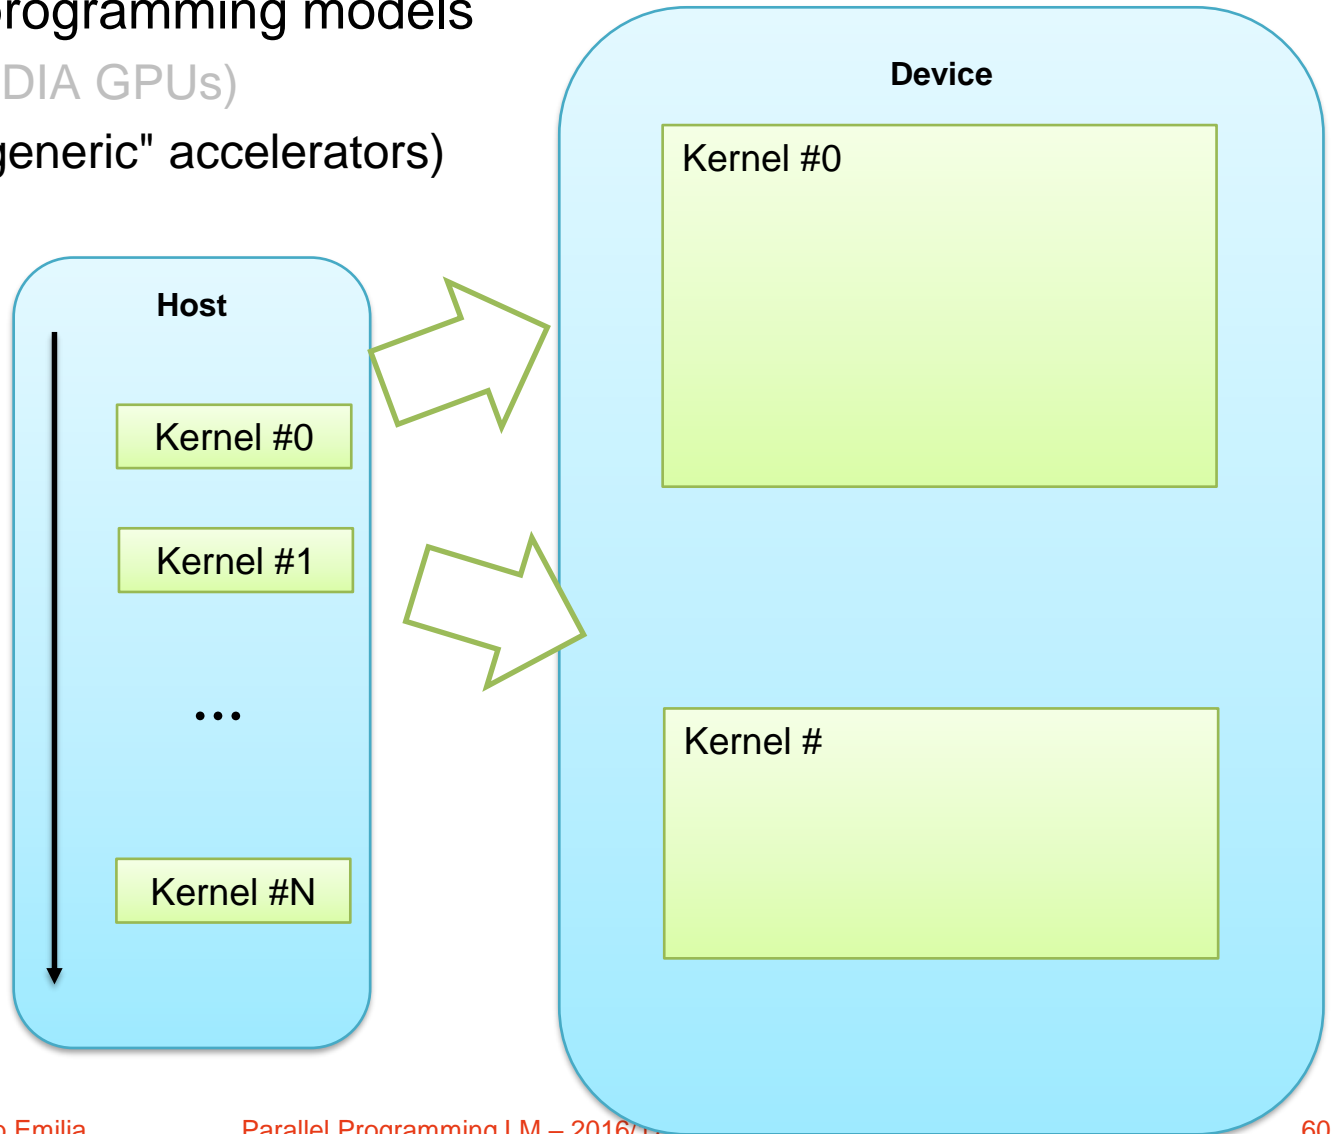 programming models
DIA GPUs)
generic" accelerators)
Device
Kernel #0
Host
Kernel #0
Kernel #1
...
Kernel #
Kernel #N
Emilia
Parallel Programming LM – 2016/
60